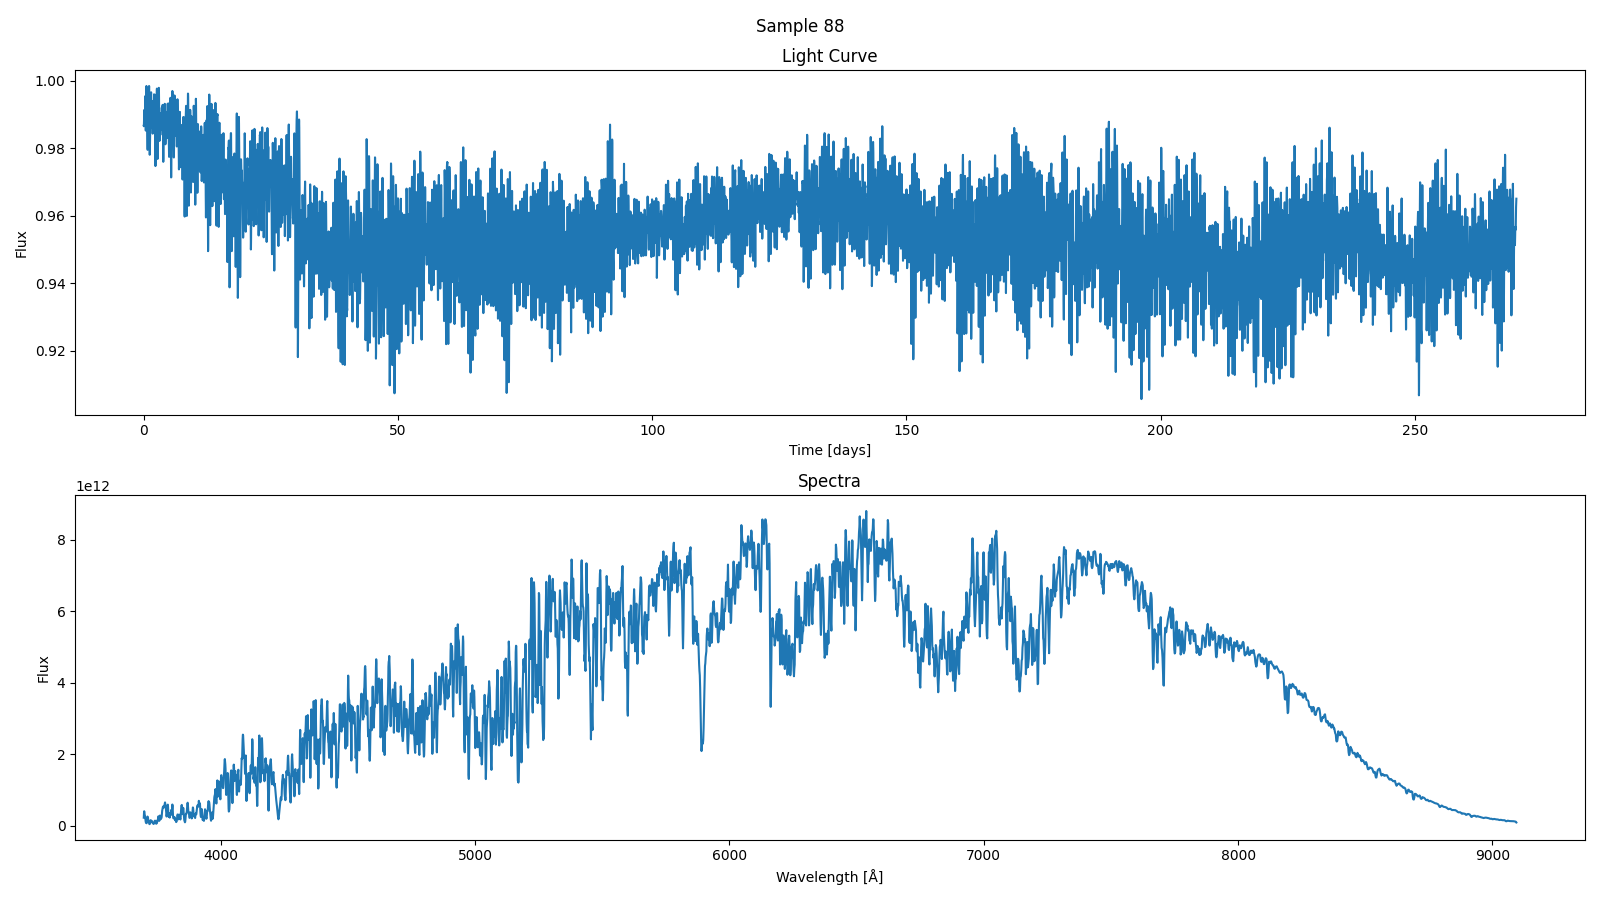 Sample 88
Light Curve
1.00
0.98
0.96
0.94
0.92
Flux
0 50 100 150 200 250
Time [days]
Spectra
1e12
8
6
4
2
0
Flux
4000 5000 6000 7000 8000 9000
Wavelength [Å]